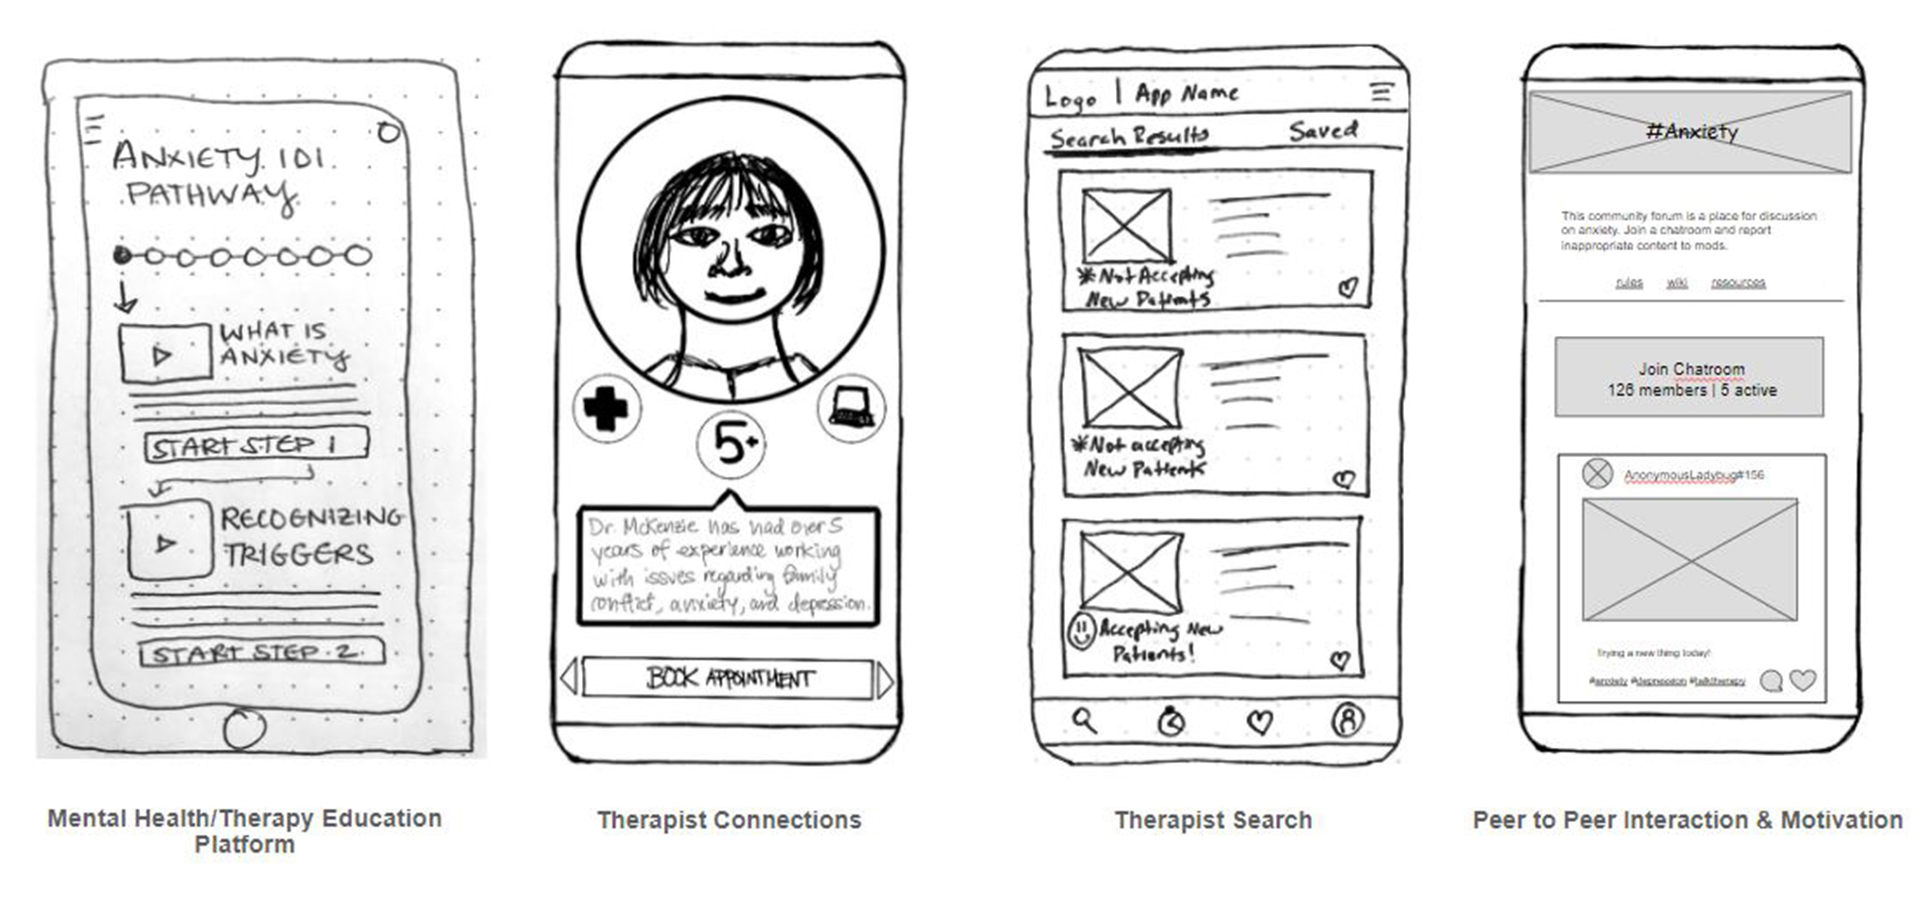 ANXIETY 101
PATHWAY
WHAT IS
ANXIETY
START STEP 1
RECOGNIZING
TRIGGERS
START STEP 2
Mental Health/Therapy Education
Platform
5+
Dr. McKenzie has had over 5
years of experience working
with issues regarding family
conflict, anxiety, and depression.
BOOK APPOINTMENT
Therapist Connections
Logo | App Name
Search Results Saved
*Not Accepting
New Patients
*Not accepting
New Patients
Accepting New
Patients!
Therapist Search
#Anxiety
This community forum is a place for discussion
on anxiety. Join a chatroom and report
inappropriate content to mods.
rules wiki resources
Join Chatroom
126 members | 5 active
AnonymousLadybug#156
Trying a new thing today!
#anxiety #depression #talktherapy
Peer to Peer Interaction & Motivation